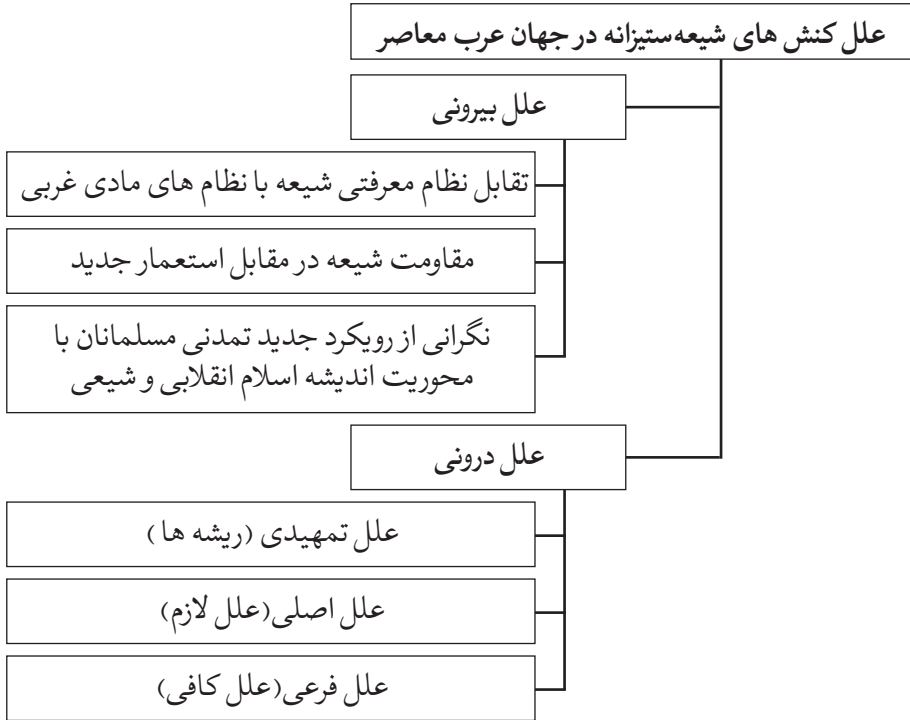 علل کنش های شیعه‌ستیزانه در جهان عرب معاصر
علل بیرونی
تقابل نظام معرفتی شیعه با نظام های مادی غربی
مقاومت شیعه در مقابل استعمار جدید
نگرانی از رویکرد جدید تمدنی مسلمانان با
محوریت اندیشه اسلام انقلابی و شیعی
علل درونی
علل تمهیدی (ریشه ها)
علل اصلی(علل لازم)
علل فرعی(علل کافی)